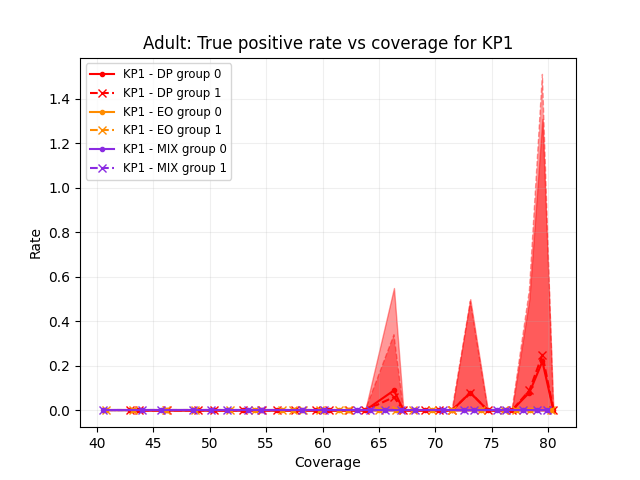 Adult: True positive rate vs coverage for KP1
KP1 - DP group 0
KP1 - DP group 1
KP1 - EO group 0
KP1 - EO group 1
KP1 - MIX group 0
KP1 - MIX group 1
Rate
1.4
1.2
1.0
0.8
0.6
0.4
0.2
0.0
40 45 50 55 60 65 70 75 80
Coverage